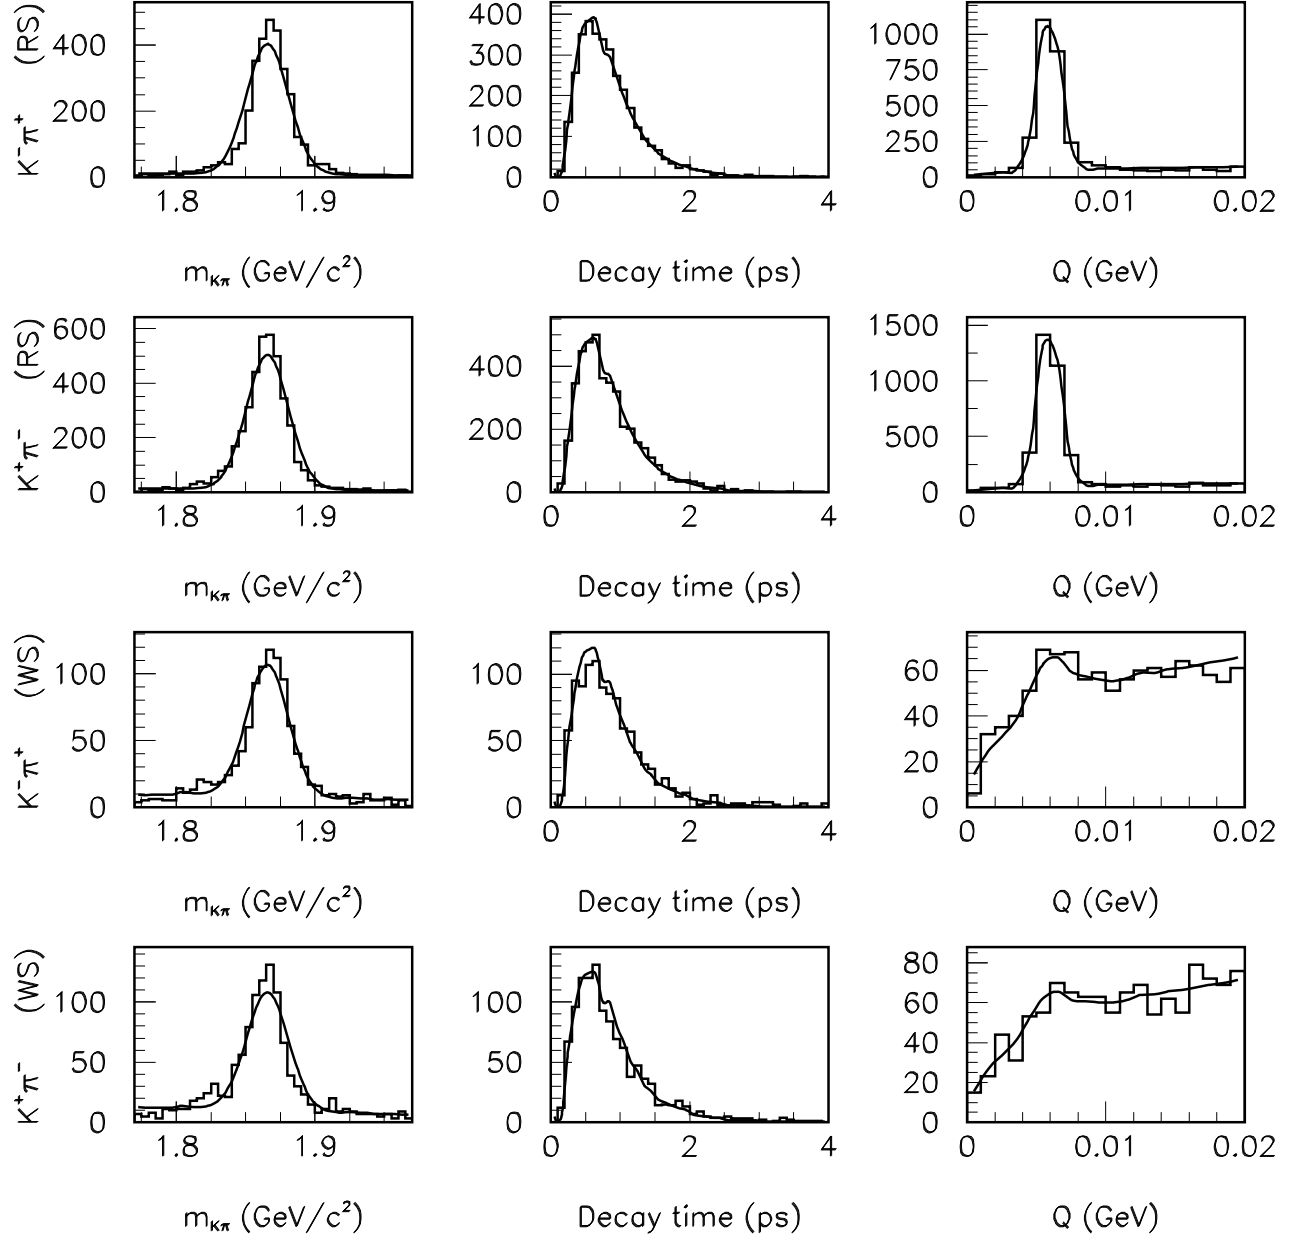 K⁻π⁺ (RS)
400
200
0
1.8 1.9
m_Kπ (GeV/c²)
400
300
200
100
0
0 2 4
Decay time (ps)
1000
750
500
250
0
0 0.01 0.02
Q (GeV)
K⁺π⁻ (RS)
600
400
200
0
1.8 1.9
m_Kπ (GeV/c²)
400
200
0
0 2 4
Decay time (ps)
1500
1000
500
0
0 0.01 0.02
Q (GeV)
K⁻π⁺ (WS)
100
50
0
1.8 1.9
m_Kπ (GeV/c²)
100
50
0
0 2 4
Decay time (ps)
60
40
20
0
0 0.01 0.02
Q (GeV)
K⁺π⁻ (WS)
100
50
0
1.8 1.9
m_Kπ (GeV/c²)
100
50
0
0 2 4
Decay time (ps)
80
60
40
20
0
0 0.01 0.02
Q (GeV)